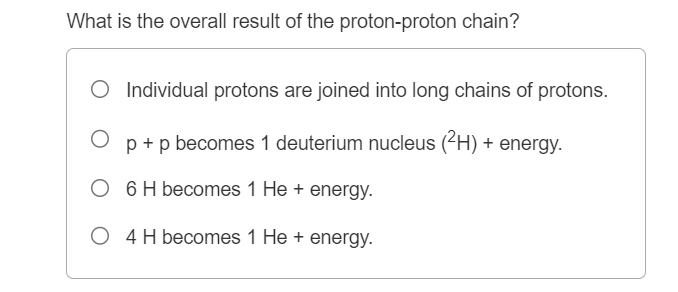 What is the overall result of the proton-proton chain?
Individual protons are joined into long chains of protons.
p + p becomes 1 deuterium nucleus (²H) + energy.
6 H becomes 1 He + energy.
4 H becomes 1 He + energy.